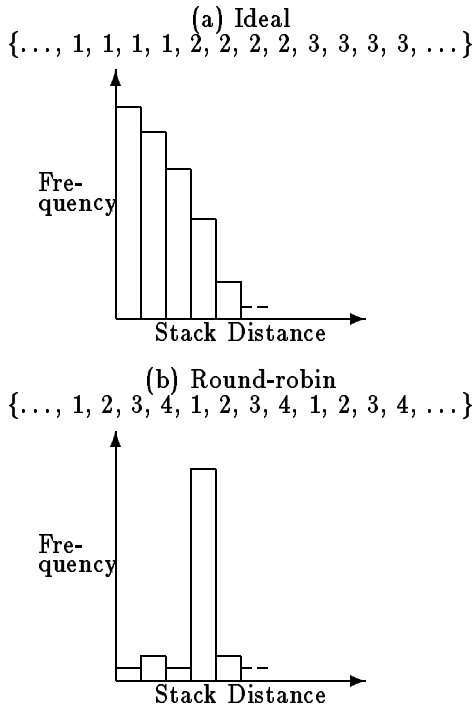 (a) Ideal
{..., 1, 1, 1, 1, 2, 2, 2, 2, 3, 3, 3, 3, ...}
Fre-
quency
Stack Distance
(b) Round-robin
{..., 1, 2, 3, 4, 1, 2, 3, 4, 1, 2, 3, 4, ...}
Fre-
quency
Stack Distance